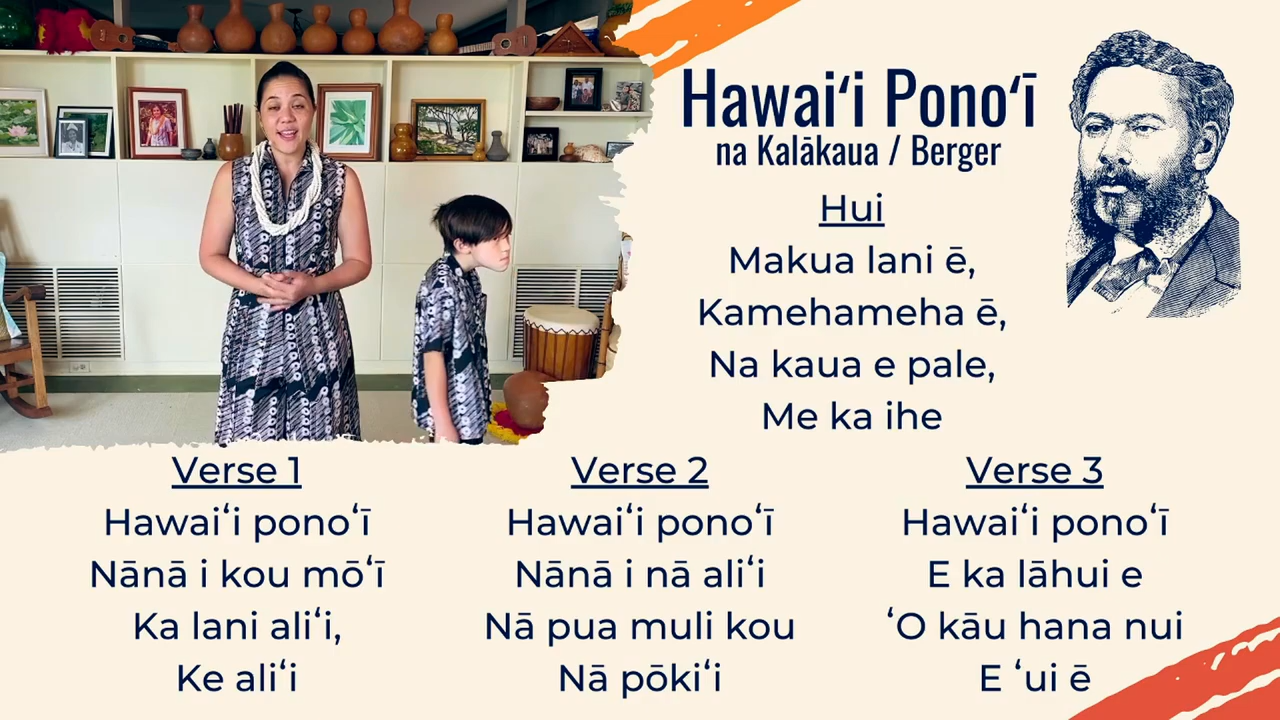 Hawaiʻi Ponoʻī
na Kalākaua / Berger
Hui
Makua lani ē,
Kamehameha ē,
Na kaua e pale,
Me ka ihe
Verse 1
Hawaiʻi ponoʻī
Nānā i kou mōʻī
Ka lani aliʻi,
Ke aliʻi
Verse 2
Hawaiʻi ponoʻī
Nānā i nā aliʻi
Nā pua muli kou
Nā pōkiʻi
Verse 3
Hawaiʻi ponoʻī
E ka lāhui e
ʻO kāu hana nui
E ʻui ē